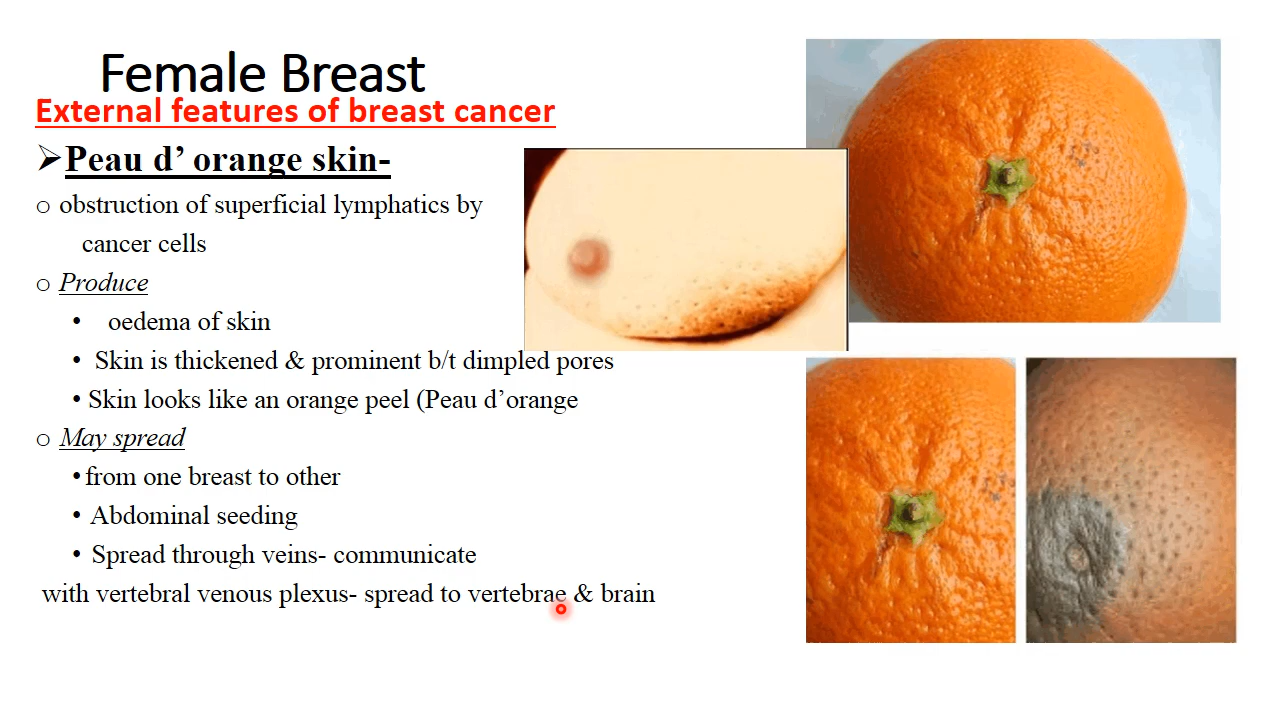 Female Breast
External features of breast cancer
➢Peau d’ orange skin-
o obstruction of superficial lymphatics by
cancer cells
o Produce
• oedema of skin
• Skin is thickened & prominent b/t dimpled pores
• Skin looks like an orange peel (Peau d’orange
o May spread
• from one breast to other
• Abdominal seeding
• Spread through veins- communicate
with vertebral venous plexus- spread to vertebrae & brain